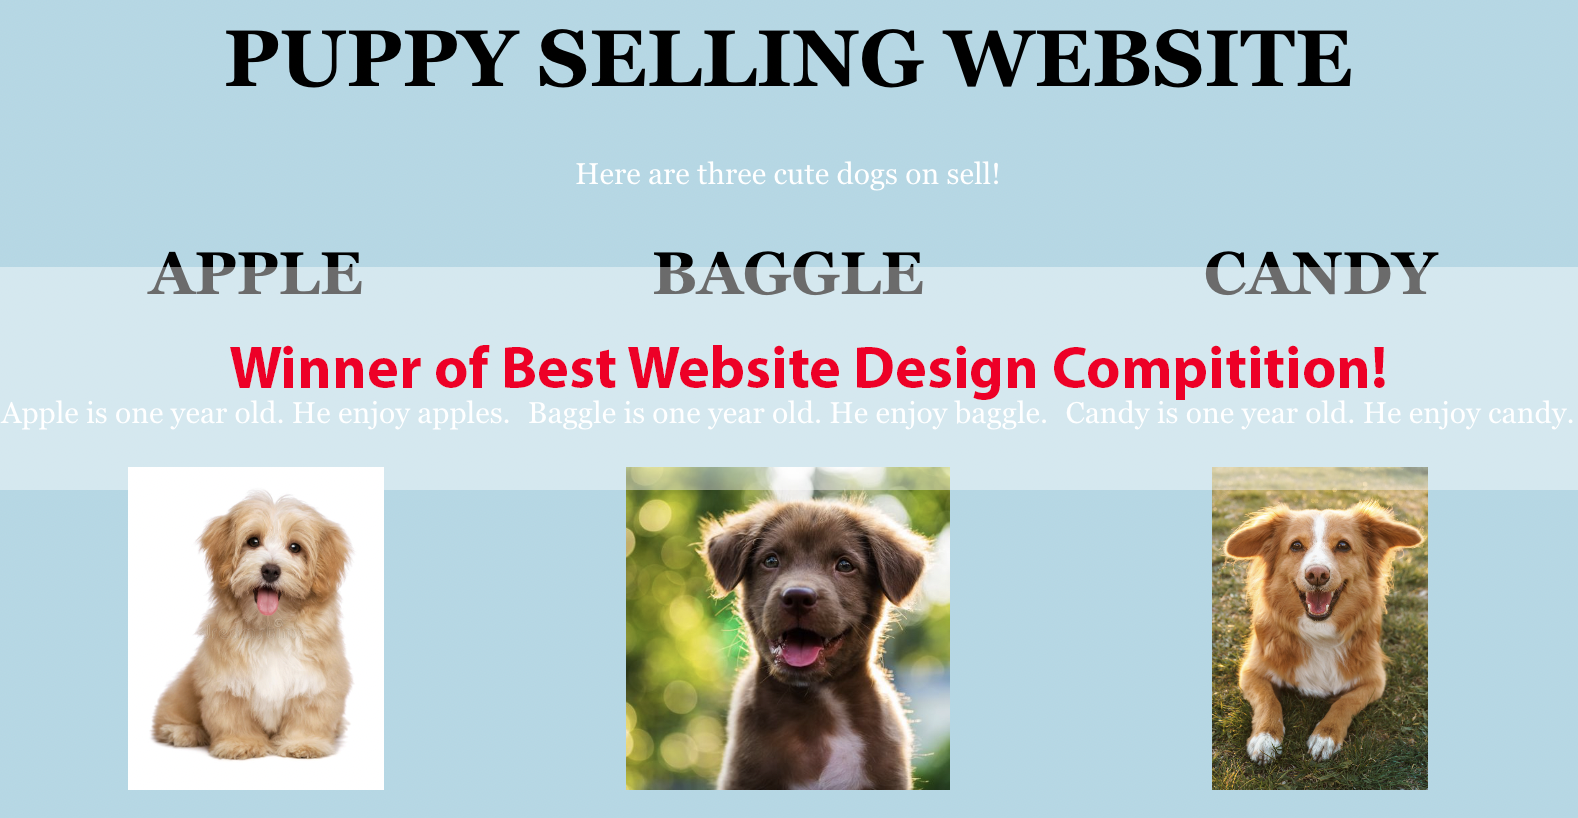 PUPPY SELLING WEBSITE
Here are three cute dogs on sell!
APPLE BAGGLE CANDY
Winner of Best Website Design Compitition!
Apple is one year old. He enjoy apples. Baggle is one year old. He enjoy baggle. Candy is one year old. He enjoy candy.